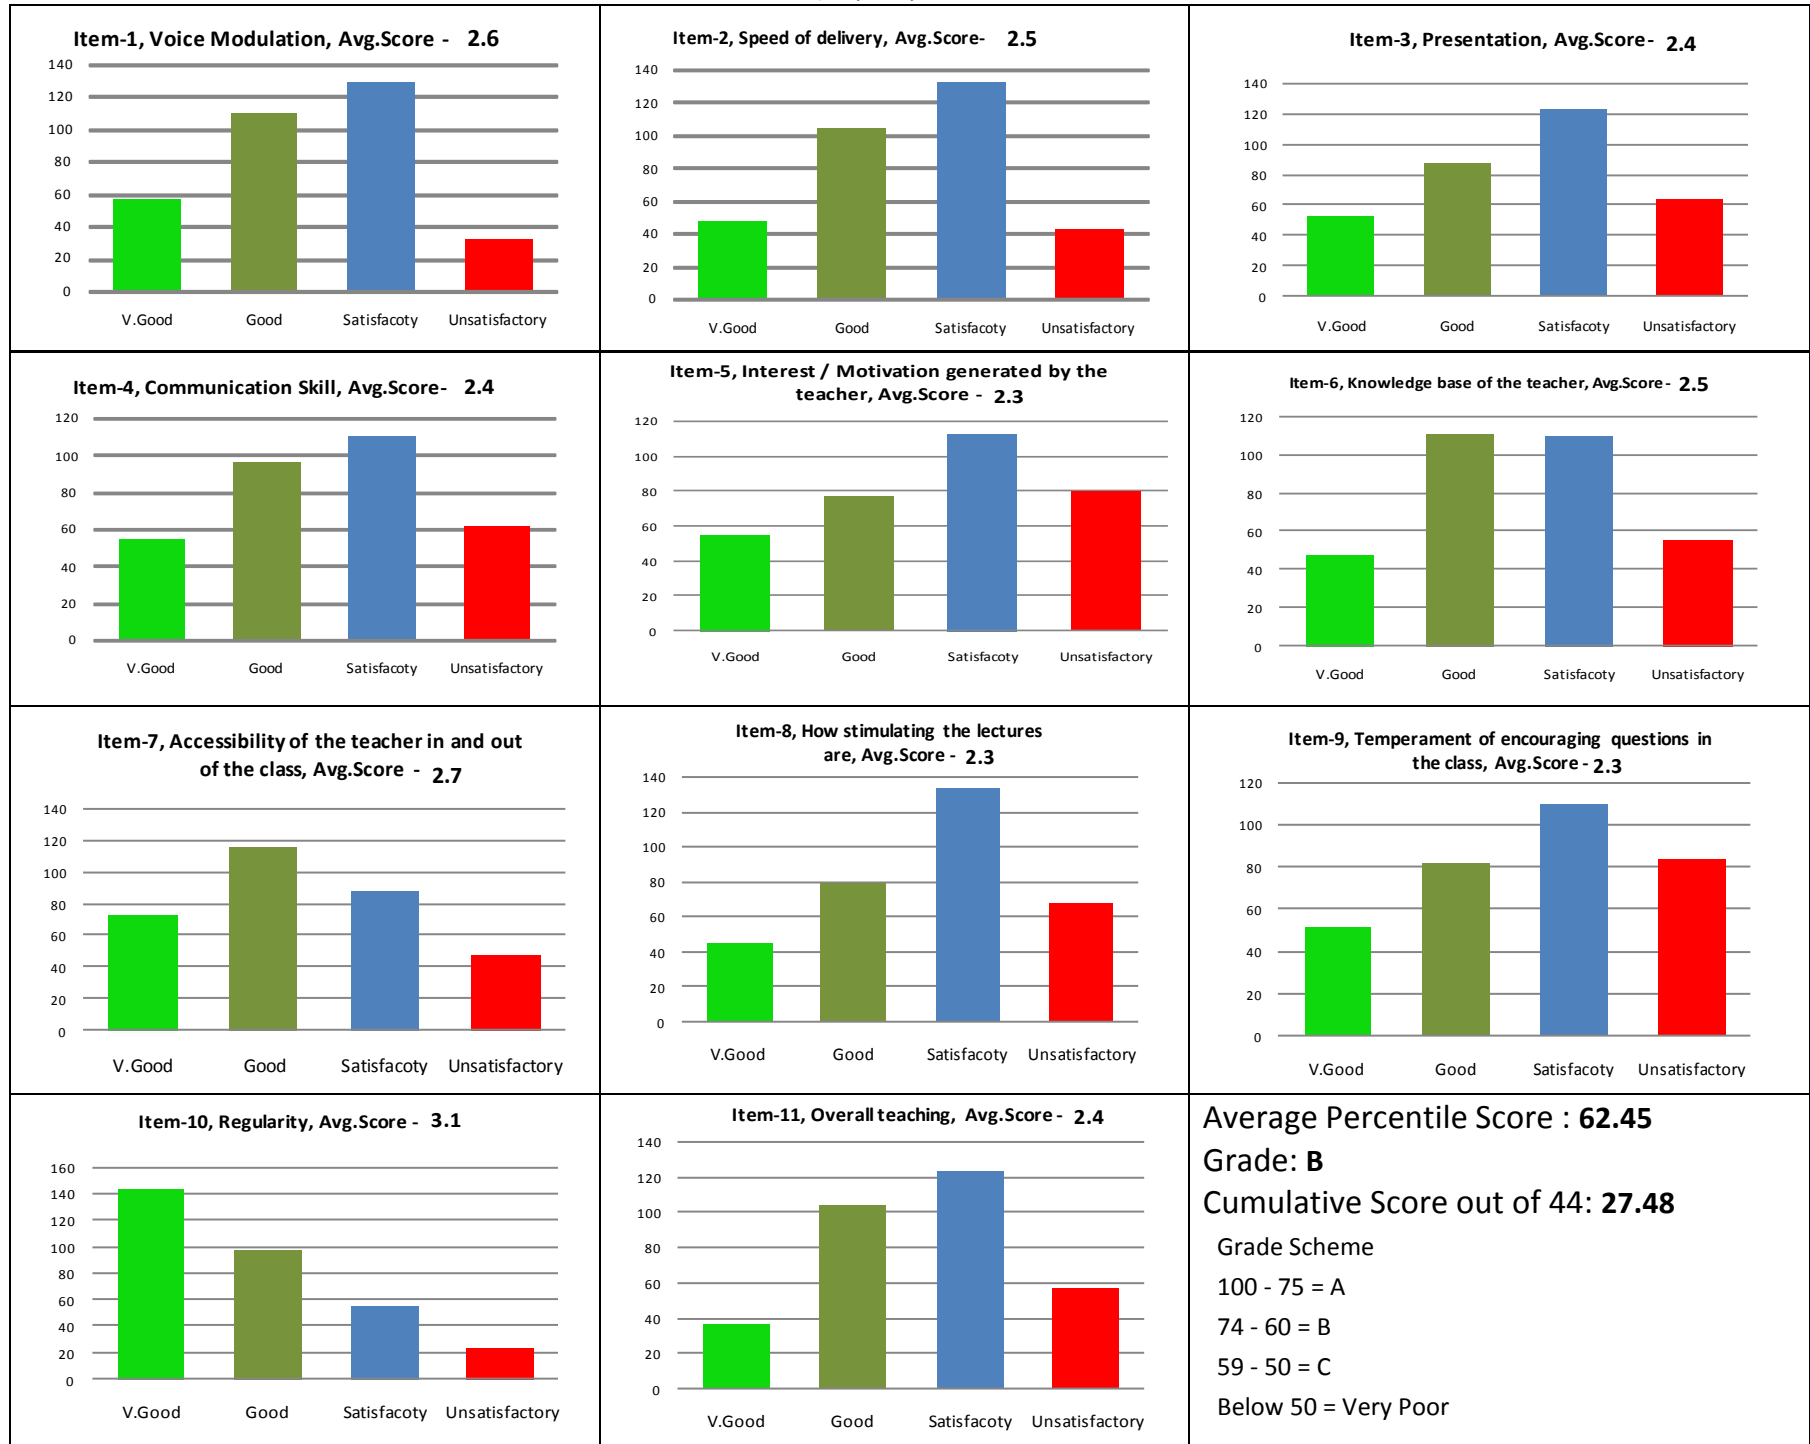 Item-1, Voice Modulation, Avg.Score - 2.6
140
120
100
80
60
40
20
0
V.Good Good Satisfacoty Unsatisfactory
Item-2, Speed of delivery, Avg.Score- 2.5
140
120
100
80
60
40
20
0
V.Good Good Satisfacoty Unsatisfactory
Item-3, Presentation, Avg.Score- 2.4
140
120
100
80
60
40
20
0
V.Good Good Satisfacoty Unsatisfactory
Item-4, Communication Skill, Avg.Score- 2.4
120
100
80
60
40
20
0
V.Good Good Satisfacoty Unsatisfactory
Item-5, Interest / Motivation generated by the
teacher, Avg.Score - 2.3
120
100
80
60
40
20
0
V.Good Good Satisfacoty Unsatisfactory
Item-6, Knowledge base of the teacher, Avg.Score- 2.5
120
100
80
60
40
20
0
V.Good Good Satisfacoty Unsatisfactory
Item-7, Accessibility of the teacher in and out
of the class, Avg.Score - 2.7
140
120
100
80
60
40
20
0
V.Good Good Satisfacoty Unsatisfactory
Item-8, How stimulating the lectures
are, Avg.Score - 2.3
140
120
100
80
60
40
20
0
V.Good Good Satisfacoty Unsatisfactory
Item-9, Temperament of encouraging questions in
the class, Avg.Score - 2.3
120
100
80
60
40
20
0
V.Good Good Satisfacoty Unsatisfactory
Item-10, Regularity, Avg.Score - 3.1
160
140
120
100
80
60
40
20
0
V.Good Good Satisfacoty Unsatisfactory
Item-11, Overall teaching, Avg.Score - 2.4
140
120
100
80
60
40
20
0
V.Good Good Satisfacoty Unsatisfactory
Average Percentile Score : 62.45
Grade: B
Cumulative Score out of 44: 27.48
Grade Scheme
100 - 75 = A
74 - 60 = B
59 - 50 = C
Below 50 = Very Poor